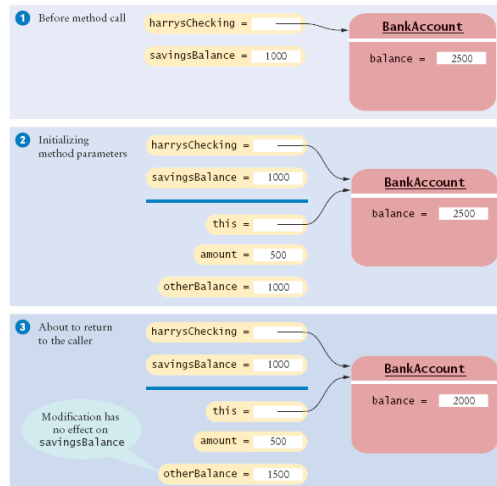 1 Before method call
harrysChecking =
savingsBalance = 1000
BankAccount
balance = 2500
2 Initializing
method parameters
harrysChecking =
savingsBalance = 1000
this =
amount = 500
otherBalance = 1000
BankAccount
balance = 2500
3 About to return
to the caller
harrysChecking =
savingsBalance = 1000
this =
amount = 500
otherBalance = 1500
Modification has
no effect on
savingsBalance
BankAccount
balance = 2000